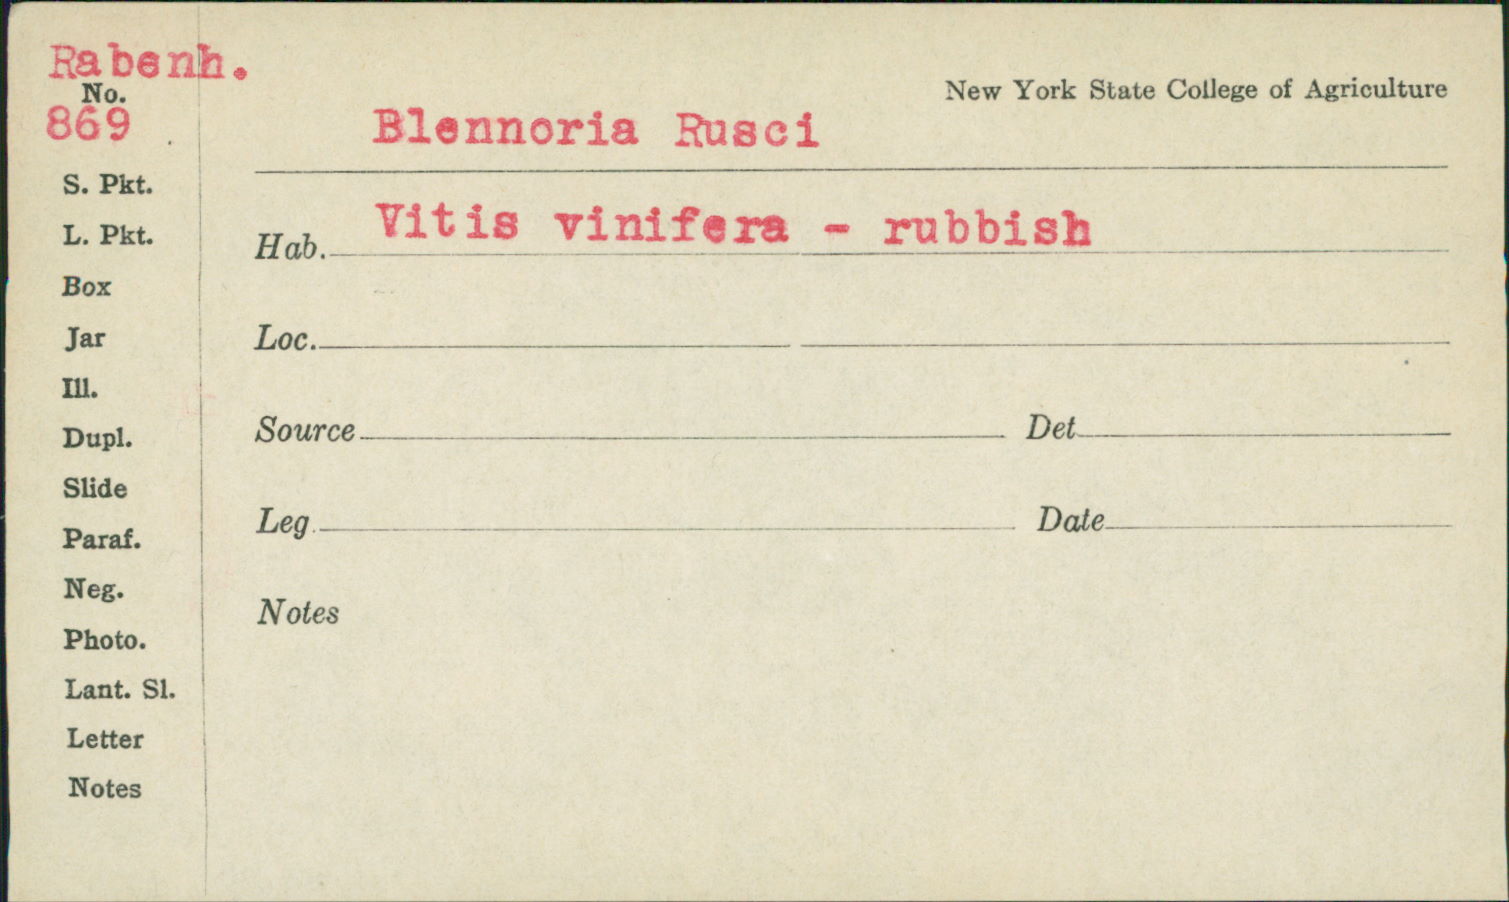 Rabenh.
No.
869
New York State College of Agriculture
Blennoria Rusci
S. Pkt.
L. Pkt.
Box
Jar
Ill.
Dupl.
Slide
Paraf.
Neg.
Photo.
Lant. Sl.
Letter
Notes
Hab. Vitis vinifera - rubbish
Loc.
Source Det
Leg. Date
Notes